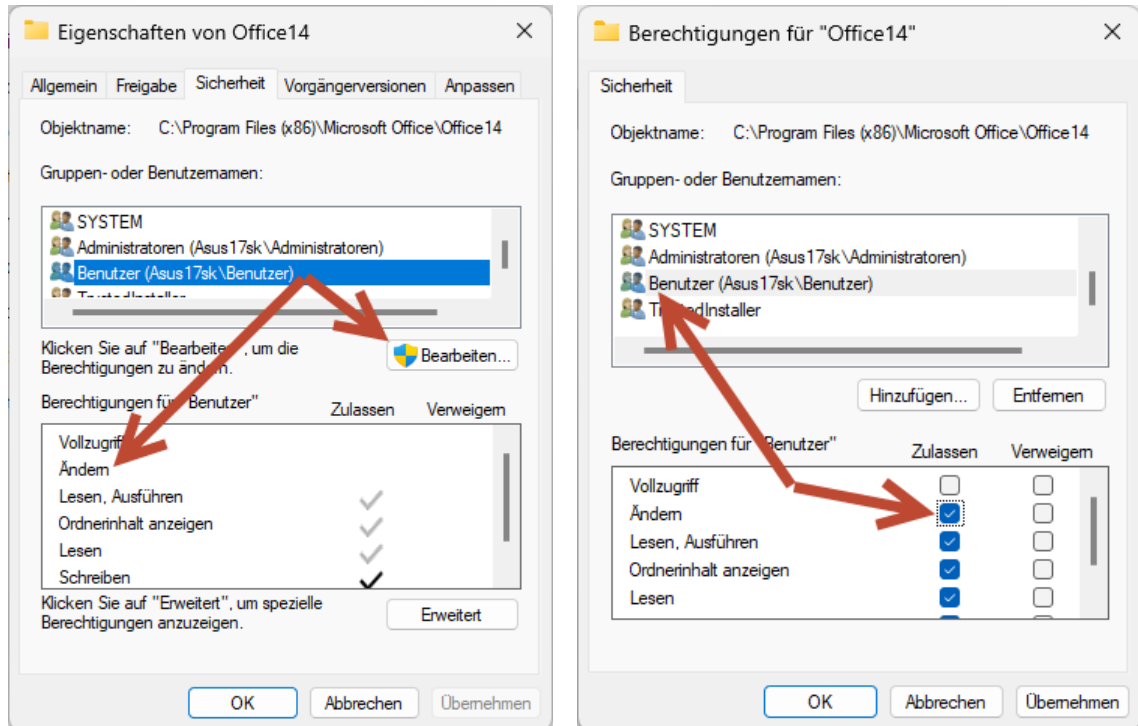 Eigenschaften von Office14
Allgemein Freigabe Sicherheit Vorgängerversionen Anpassen
Objektname: C:\Program Files (x86)\Microsoft Office\Office14
Gruppen- oder Benutzernamen:
SYSTEM
Administratoren (Asus17sk\Administratoren)
Benutzer (Asus17sk\Benutzer)
TrustedInstaller
Klicken Sie auf "Bearbeiten", um die
Berechtigungen zu ändern.
Bearbeiten...
Berechtigungen für "Benutzer" Zulassen Verweigern
Vollzugriff
Ändern
Lesen, Ausführen
Ordnerinhalt anzeigen
Lesen
Schreiben
Klicken Sie auf "Erweitert", um spezielle
Berechtigungen anzuzeigen.
Erweitert
OK Abbrechen Übernehmen
Berechtigungen für "Office14"
Sicherheit
Objektname: C:\Program Files (x86)\Microsoft Office\Office14
Gruppen- oder Benutzernamen:
SYSTEM
Administratoren (Asus17sk\Administratoren)
Benutzer (Asus17sk\Benutzer)
TrustedInstaller
Hinzufügen... Entfernen
Berechtigungen für "Benutzer" Zulassen Verweigern
Vollzugriff
Ändern
Lesen, Ausführen
Ordnerinhalt anzeigen
Lesen
OK Abbrechen Übernehmen